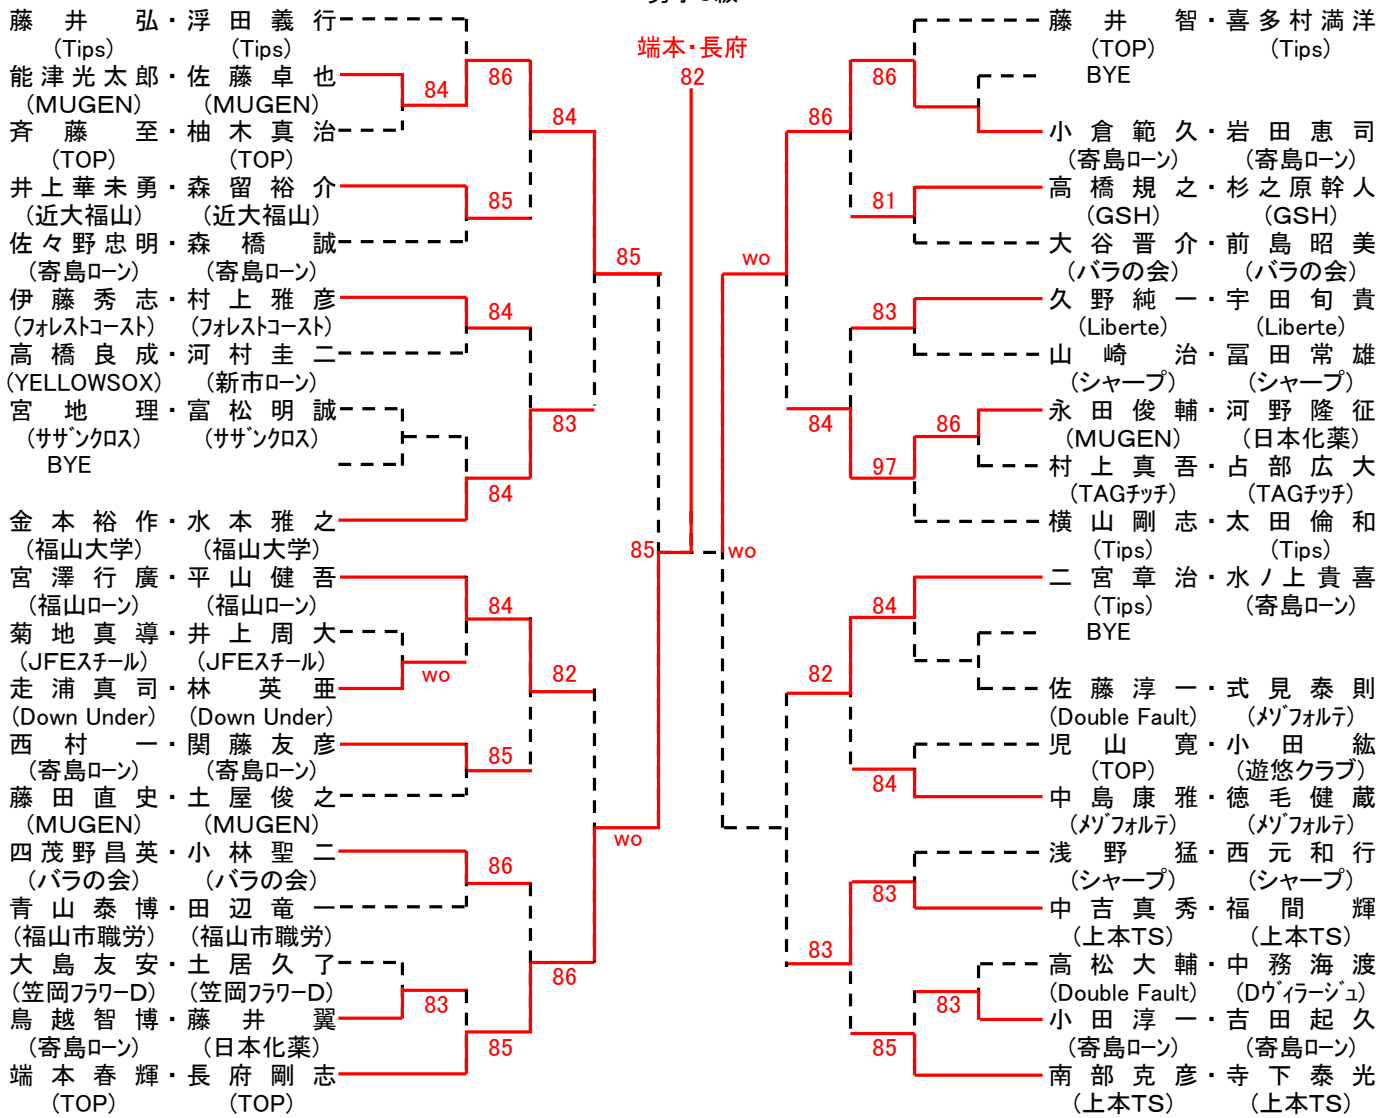 端本・長府
82
藤井弘・浮田義行
(Tips) (Tips)
能津光太郎・佐藤卓也
(MUGEN) (MUGEN)
斉藤至・柚木真治
(TOP) (TOP)
井上華未勇・森留裕介
(近大福山) (近大福山)
佐々野忠明・森橋誠
(寄島ローン) (寄島ローン)
伊藤秀志・村上雅彦
(フォレストコースト) (フォレストコースト)
高橋良成・河村圭二
(YELLOWSOX) (新市ローン)
宮地理・富松明誠
(サザンクロス) (サザンクロス)
BYE
金本裕作・水本雅之
(福山大学) (福山大学)
宮澤行廣・平山健吾
(福山ローン) (福山ローン)
菊地真導・井上周大
(JFEスチール) (JFEスチール)
走浦真司・林英亜
(Down Under) (Down Under)
西村一・関藤友彦
(寄島ローン) (寄島ローン)
藤田直史・土屋俊之
(MUGEN) (MUGEN)
四茂野昌英・小林聖二
(バラの会) (バラの会)
青山泰博・田辺竜一
(福山市職労) (福山市職労)
大島友安・土居久了
(笠岡フラワーD) (笠岡フラワーD)
鳥越智博・藤井翼
(寄島ローン) (日本化薬)
端本春輝・長府剛志
(TOP) (TOP)
84
86
84
85
85
84
83
84
85
84
wo
82
85
wo
86
86
83
85
藤井智・喜多村満洋
(TOP) (Tips)
BYE
小倉範久・岩田恵司
(寄島ローン) (寄島ローン)
高橋規之・杉之原幹人
(GSH) (GSH)
大谷晋介・前島昭美
(バラの会) (バラの会)
久野純一・宇田旬貴
(Liberte) (Liberte)
山崎治・冨田常雄
(シャープ) (シャープ)
永田俊輔・河野隆征
(MUGEN) (日本化薬)
村上真吾・占部広大
(TAGチッチ) (TAGチッチ)
横山剛志・太田倫和
(Tips) (Tips)
二宮章治・水ノ上貴喜
(Tips) (寄島ローン)
BYE
佐藤淳一・式見泰則
(Double Fault) (メゾフォルテ)
児山寛・小田紘
(TOP) (遊悠クラブ)
中島康雅・徳毛健蔵
(メゾフォルテ) (メゾフォルテ)
浅野猛・西元和行
(シャープ) (シャープ)
中吉真秀・福間輝
(上本TS) (上本TS)
高松大輔・中務海渡
(Double Fault) (Dヴィラージュ)
小田淳一・吉田起久
(寄島ローン) (寄島ローン)
南部克彦・寺下泰光
(上本TS) (上本TS)
86
86
81
wo
83
84
86
97
wo
84
82
84
83
83
83
85